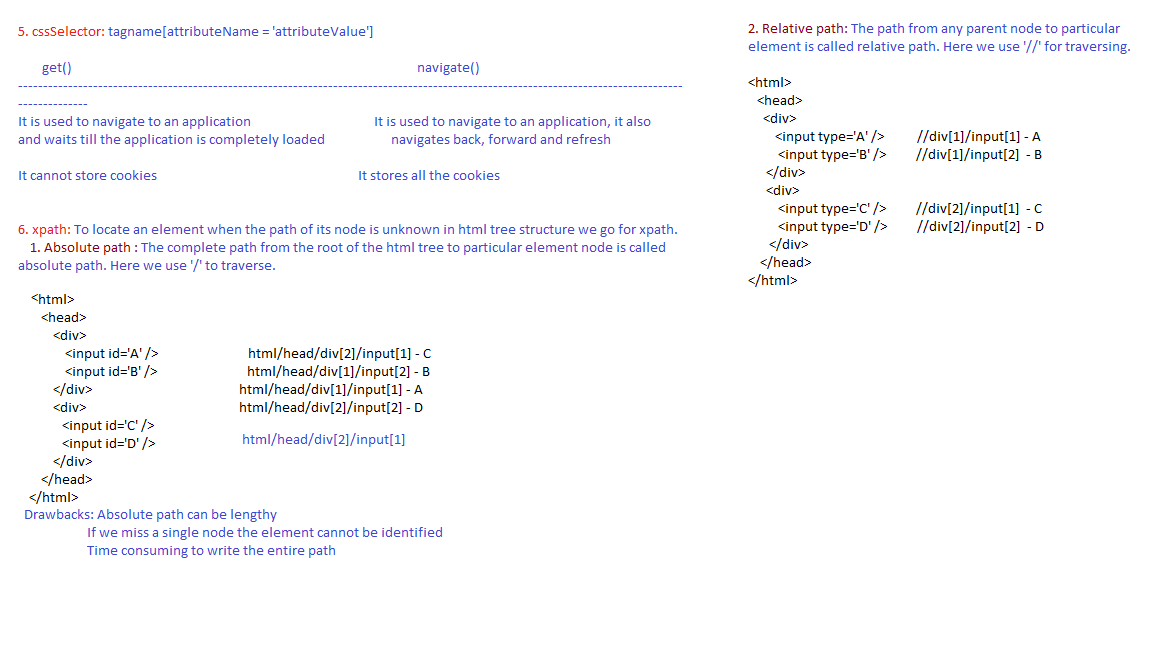 5. cssSelector: tagname[attributeName = 'attributeValue']
get() navigate()
-------------------------------------------------------------------------------------------------------------------------------------
--------------
It is used to navigate to an application It is used to navigate to an application, it also
and waits till the application is completely loaded navigates back, forward and refresh
It cannot store cookies It stores all the cookies
6. xpath: To locate an element when the path of its node is unknown in html tree structure we go for xpath.
1. Absolute path : The complete path from the root of the html tree to particular element node is called
absolute path. Here we use '/' to traverse.
<html>
<head>
<div>
<input id='A' /> html/head/div[2]/input[1] - C
<input id='B' /> html/head/div[1]/input[2] - B
</div> html/head/div[1]/input[1] - A
<div> html/head/div[2]/input[2] - D
<input id='C' />
<input id='D' /> html/head/div[2]/input[1]
</div>
</head>
</html>
Drawbacks: Absolute path can be lengthy
If we miss a single node the element cannot be identified
Time consuming to write the entire path
2. Relative path: The path from any parent node to particular
element is called relative path. Here we use '//' for traversing.
<html>
<head>
<div>
<input type='A' /> //div[1]/input[1] - A
<input type='B' /> //div[1]/input[2] - B
</div>
<div>
<input type='C' /> //div[2]/input[1] - C
<input type='D' /> //div[2]/input[2] - D
</div>
</head>
</html>